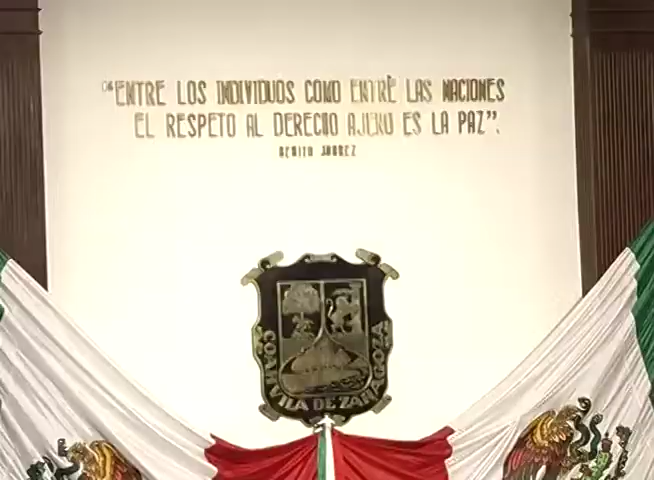 “ENTRE LOS INDIVIDUOS COMO ENTRE LAS NACIONES
EL RESPETO AL DERECHO AJENO ES LA PAZ”.
BENITO JUAREZ
COAHVILA DE ZARAGOZA